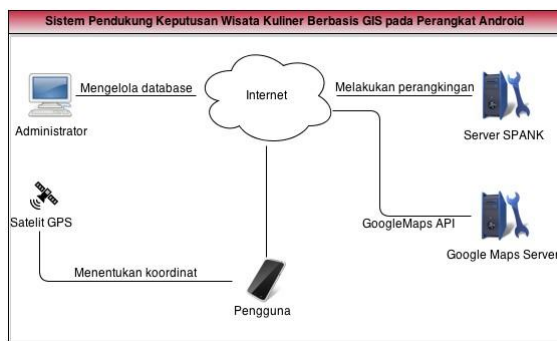 Sistem Pendukung Keputusan Wisata Kuliner Berbasis GIS pada Perangkat Android
Mengelola database
Internet
Melakukan perangkingan
Administrator
Server SPANK
Satelit GPS
GoogleMaps API
Google Maps Server
Menentukan koordinat
Pengguna